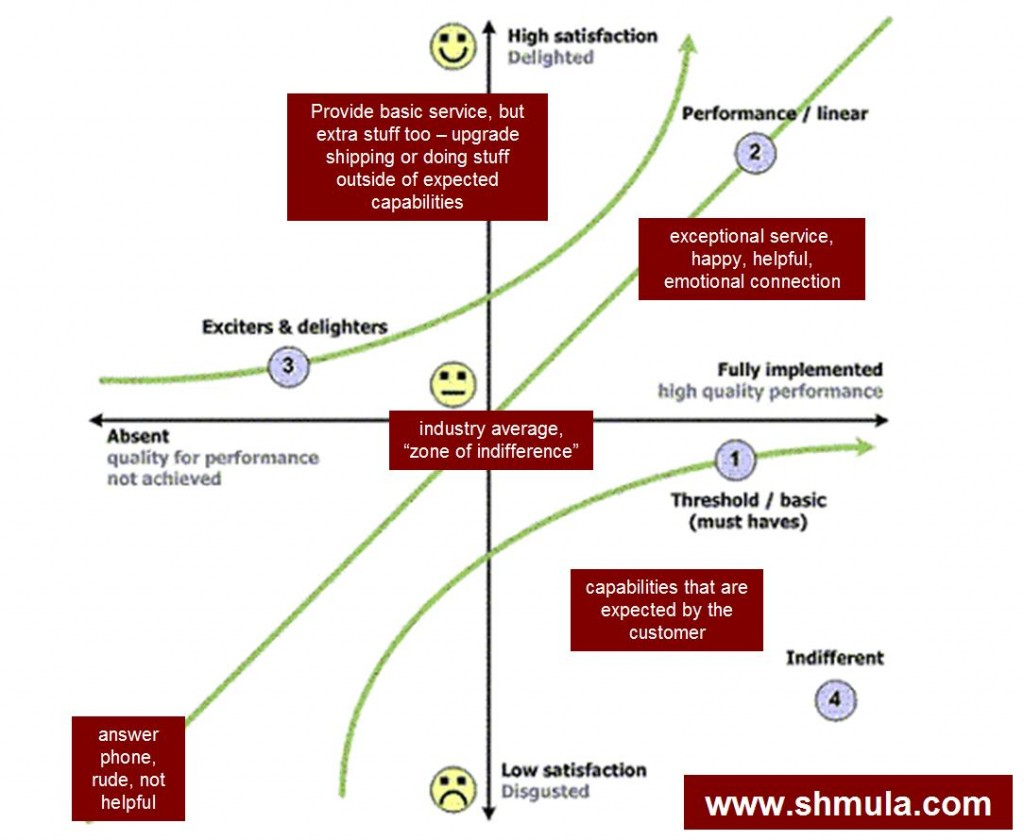 High satisfaction
Delighted
Provide basic service, but
extra stuff too – upgrade
shipping or doing stuff
outside of expected
capabilities
Performance / linear
2
exceptional service,
happy, helpful,
emotional connection
Exciters & delighters
3
Fully implemented
high quality performance
Absent
quality for performance
not achieved
industry average,
“zone of indifference”
1
Threshold / basic
(must haves)
capabilities that are
expected by the
customer
Indifferent
4
answer
phone,
rude, not
helpful
Low satisfaction
Disgusted
www.shmula.com